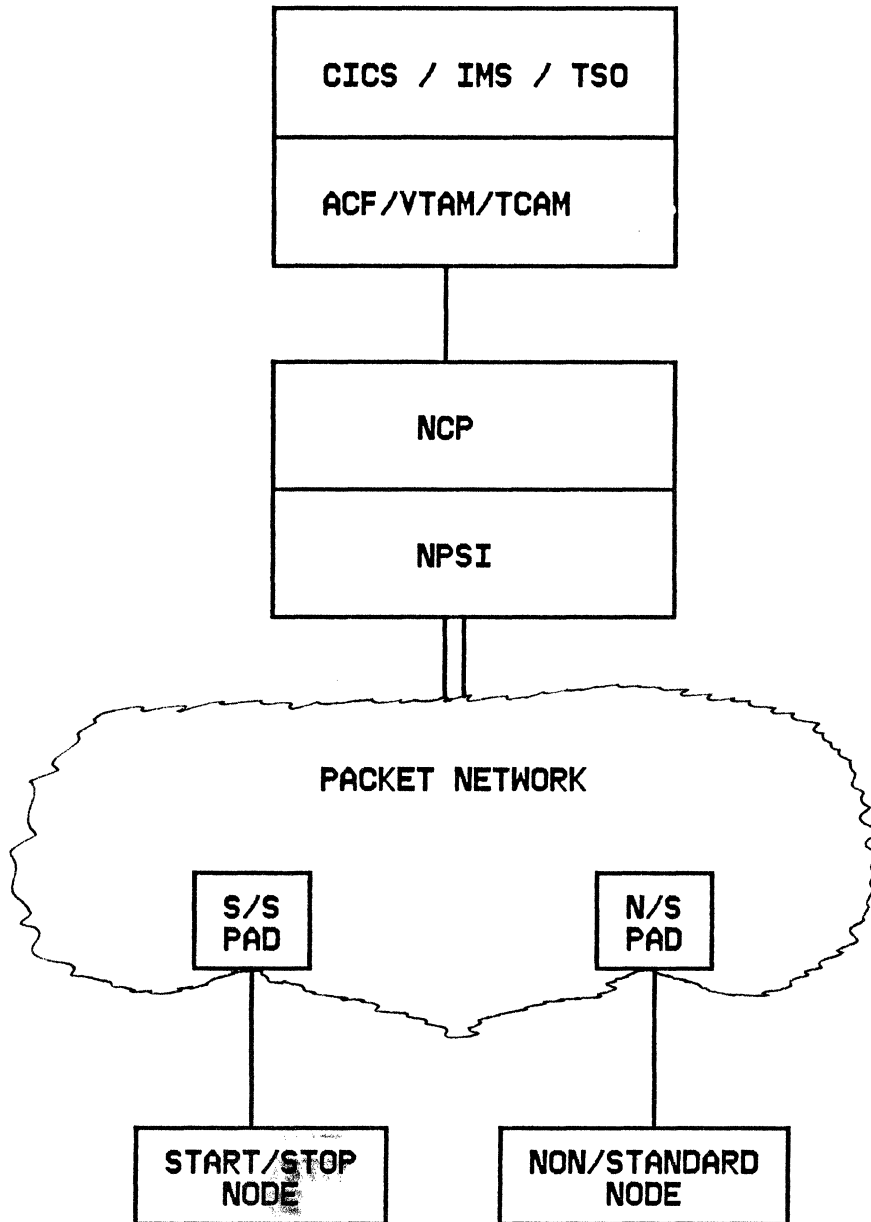 CICS / IMS / TSO
ACF/VTAM/TCAM
NCP
NPSI
PACKET NETWORK
S/S
PAD
N/S
PAD
START/STOP
NODE
NON/STANDARD
NODE